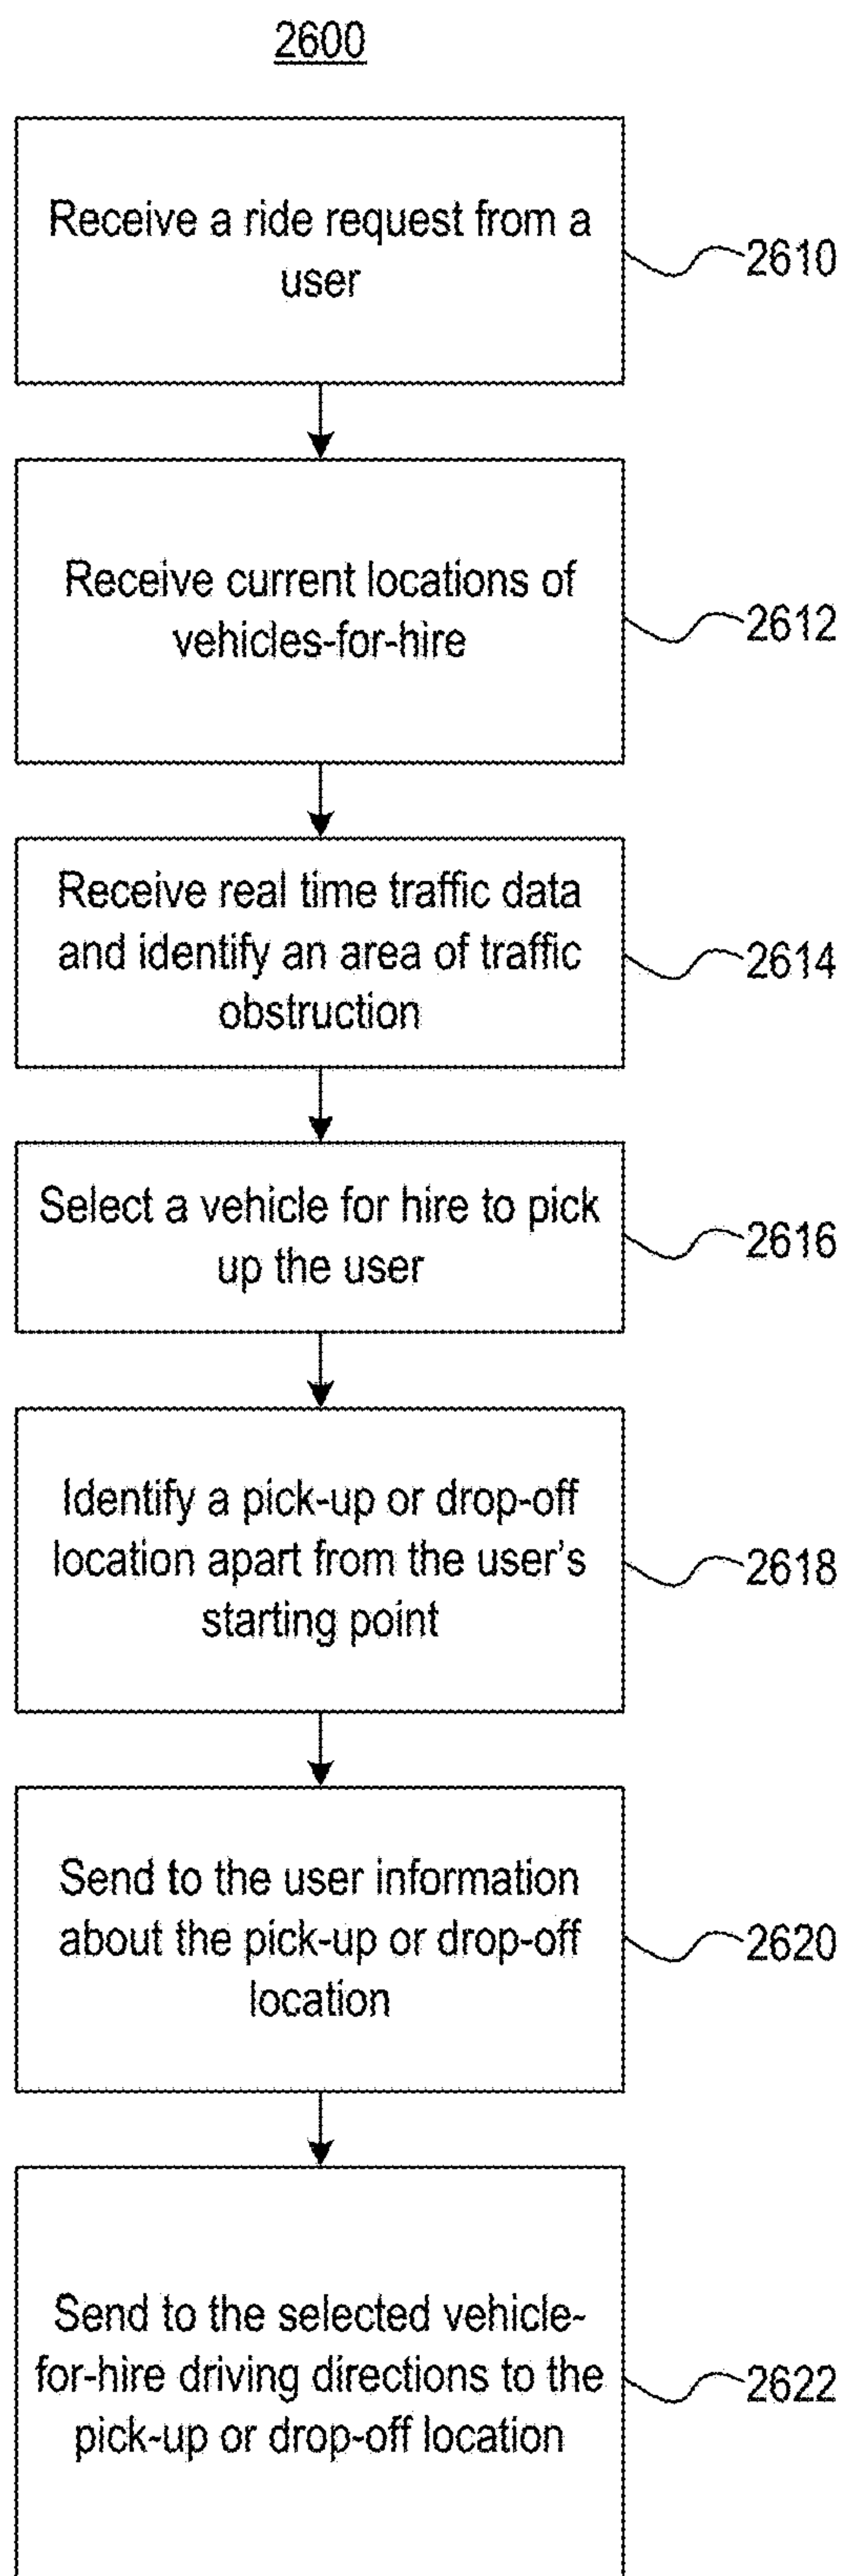 2600
Receive a ride request from a
user
2610
Receive current locations of
vehicles-for-hire
2612
Receive real time traffic data
and identify an area of traffic
obstruction
2614
Select a vehicle for hire to pick
up the user
2616
Identify a pick-up or drop-off
location apart from the user's
starting point
2618
Send to the user information
about the pick-up or drop-off
location
2620
Send to the selected vehicle-
for-hire driving directions to the
pick-up or drop-off location
2622